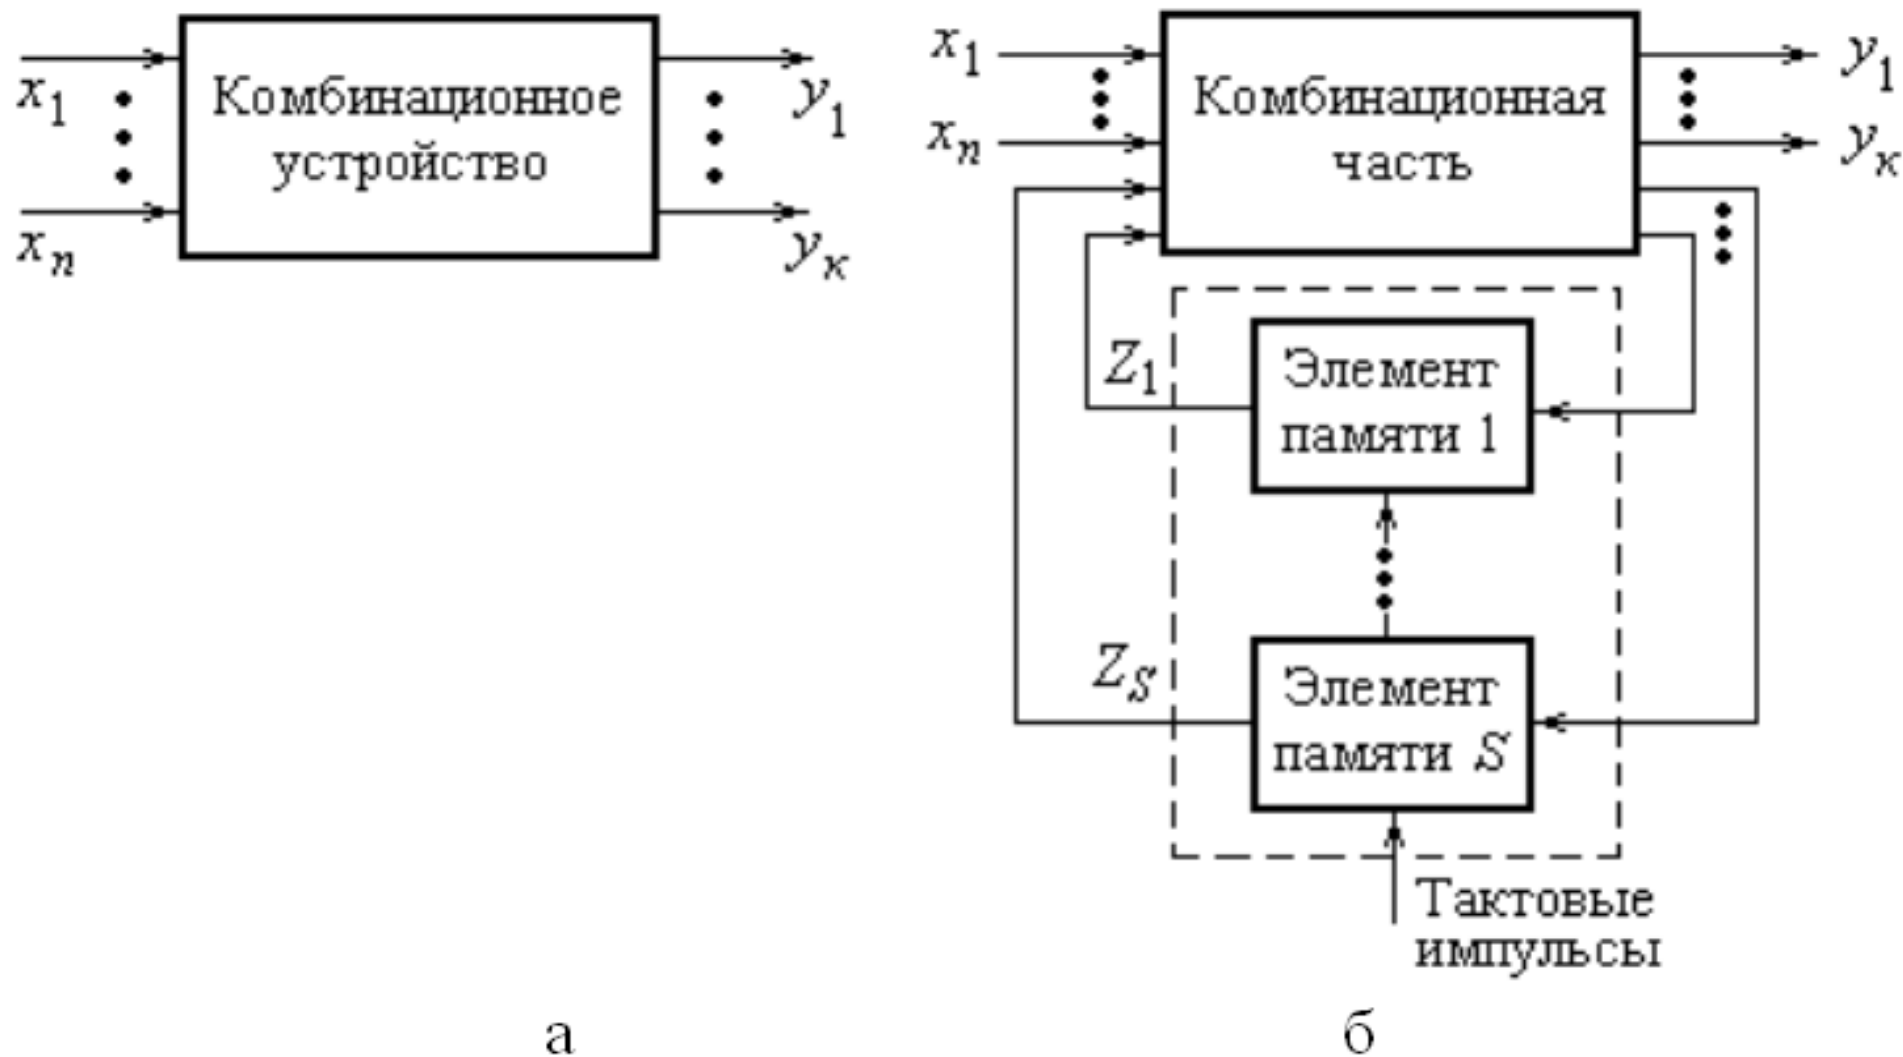 x1
Комбинационное
устройство
y1
xn
yк
x1
Комбинационная
часть
y1
xn
yк
Z1
Элемент
памяти 1
ZS
Элемент
памяти S
Тактовые
импульсы
а
б